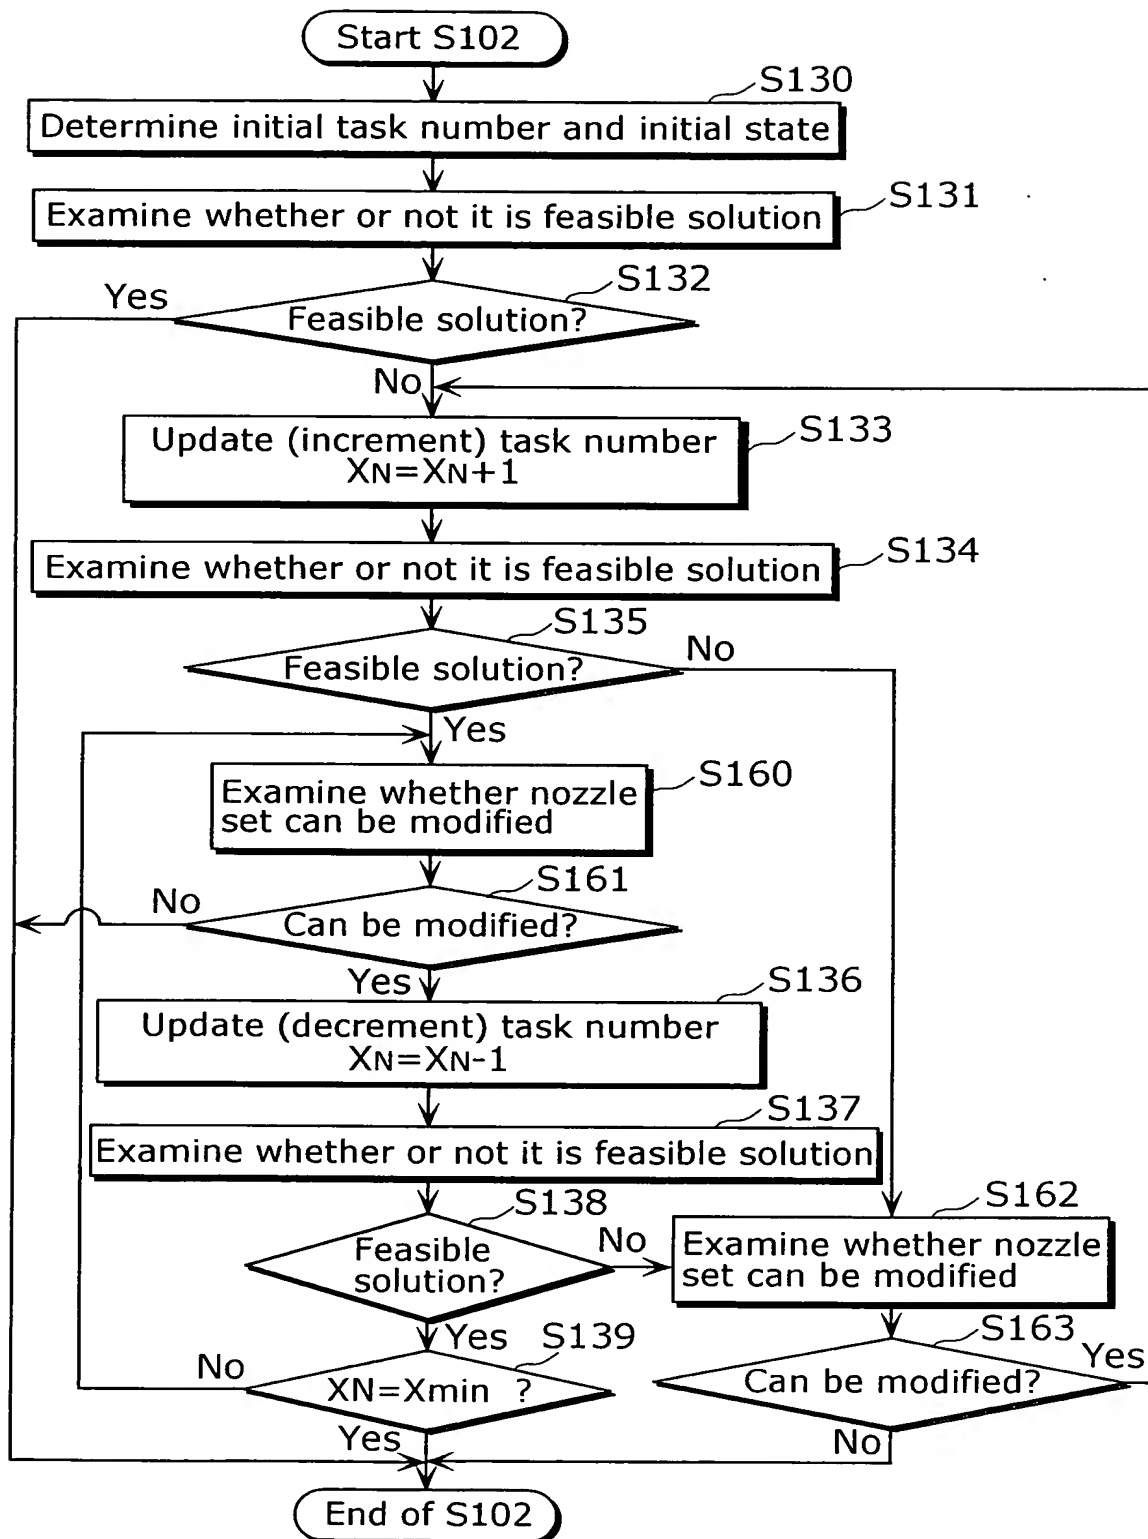 Start S102
S130
Determine initial task number and initial state
S131
Examine whether or not it is feasible solution
S132
Yes
Feasible solution?
No
S133
Update (increment) task number
XN=XN+1
S134
Examine whether or not it is feasible solution
S135
Feasible solution?
No
Yes
S160
Examine whether nozzle
set can be modified
S161
No
Can be modified?
Yes
S136
Update (decrement) task number
XN=XN-1
S137
Examine whether or not it is feasible solution
S138
Feasible
solution?
No
S162
Examine whether nozzle
set can be modified
Yes
S139
No
XN=Xmin ?
Yes
S163
Can be modified?
Yes
No
End of S102